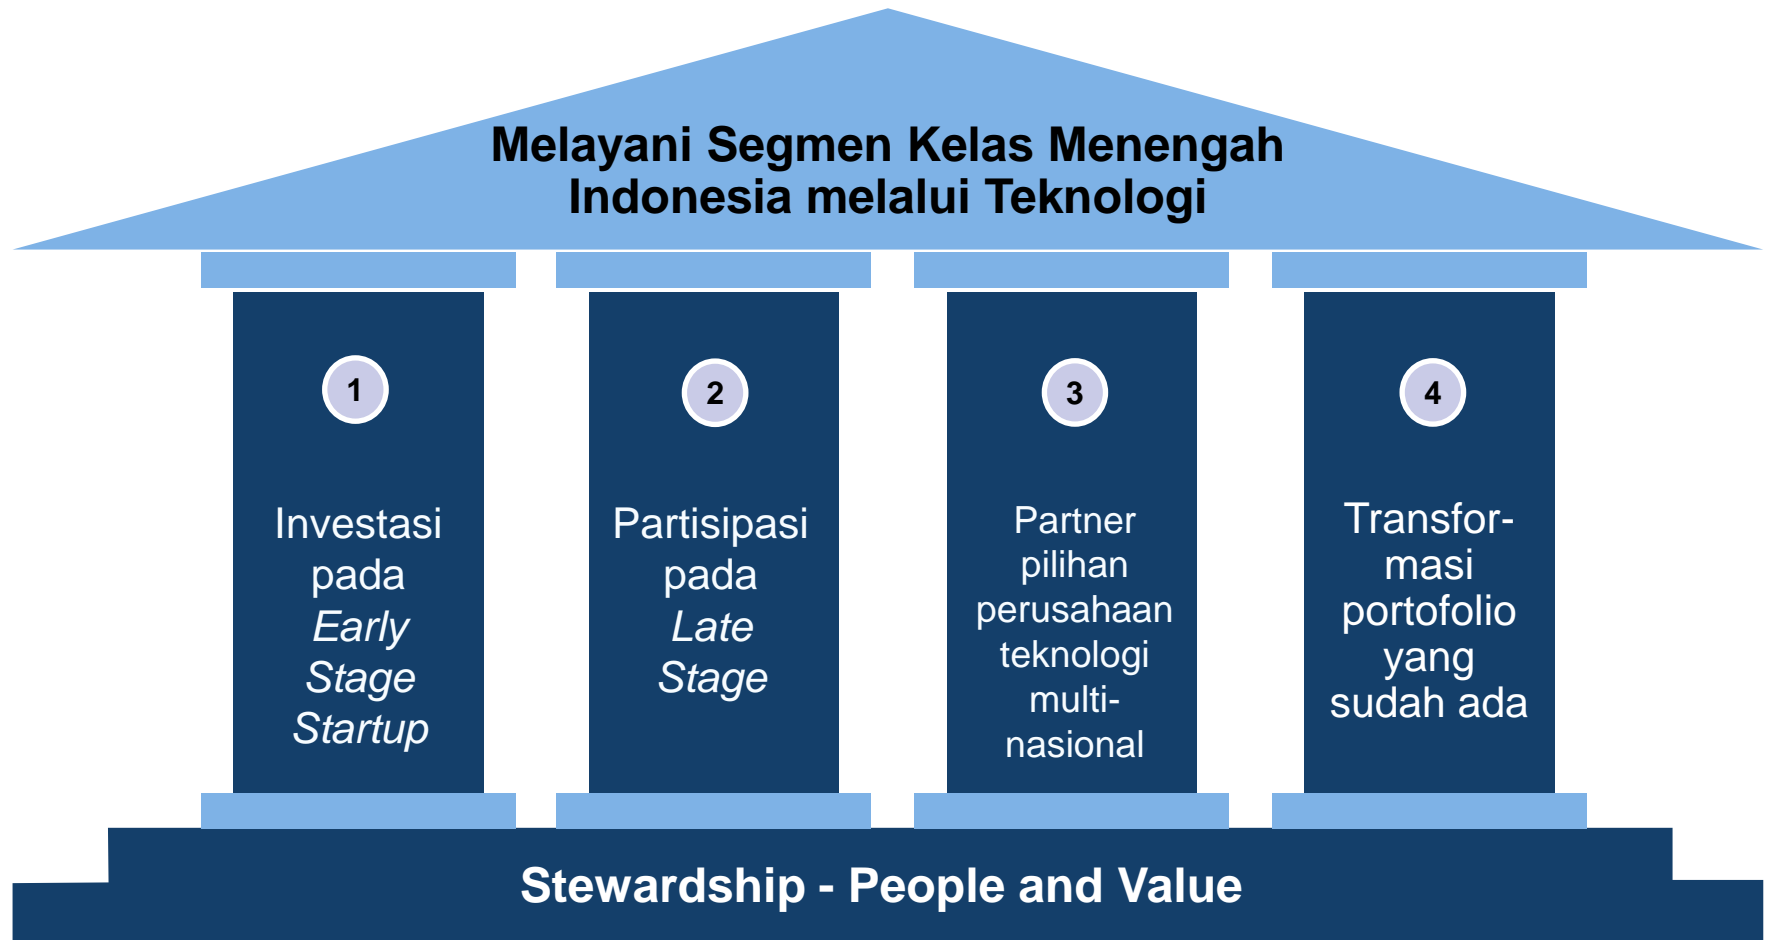 Melayani Segmen Kelas Menengah
Indonesia melalui Teknologi
1
Investasi
pada
Early
Stage
Startup
2
Partisipasi
pada
Late
Stage
3
Partner
pilihan
perusahaan
teknologi
multi-
nasional
4
Transfor-
masi
portofolio
yang
sudah ada
Stewardship - People and Value